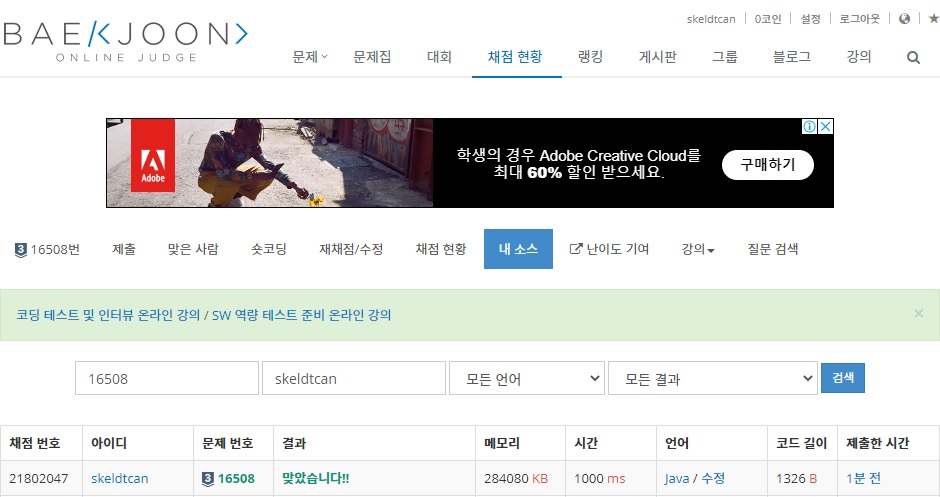 skeldtcan 0코인 설정 로그아웃
BAEKJOON
ONLINE JUDGE
문제 문제집 대회 채점 현황 랭킹 게시판 그룹 블로그 강의
Adobe
학생의 경우 Adobe Creative Cloud를
최대 60% 할인 받으세요.
구매하기
3 16508번 제출 맞은 사람 숏코딩 재채점/수정 채점 현황 내 소스 난이도 기여 강의 질문 검색
코딩 테스트 및 인터뷰 온라인 강의 / SW 역량 테스트 준비 온라인 강의 ×
16508 skeldtcan 모든 언어 모든 결과 검색
채점 번호 아이디 문제 번호 결과 메모리 시간 언어 코드 길이 제출한 시간
21802047 skeldtcan 3 16508 맞았습니다!! 284080 KB 1000 ms Java / 수정 1326 B 1분 전